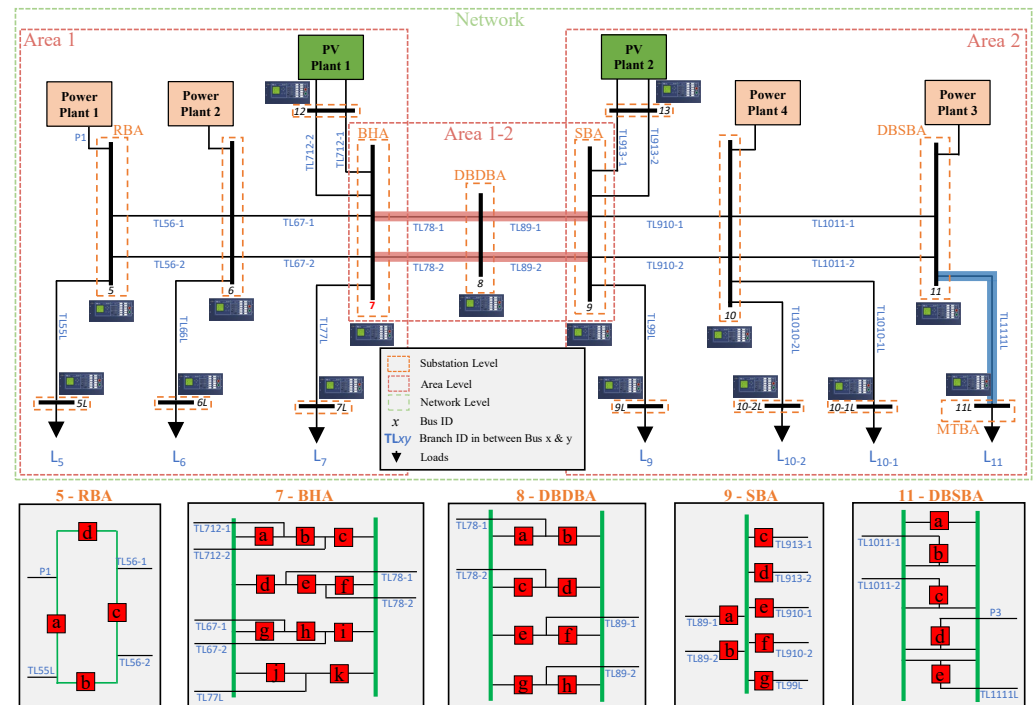 Network
Area 1
Area 2
PV
Plant 1
PV
Plant 2
Power
Plant 1
Power
Plant 2
Power
Plant 4
Power
Plant 3
12
13
P1
RBA
TL712-2
TL712-1
BHA
Area 1-2
SBA
TL913-1
TL913-2
DBSBA
DBDBA
TL56-1
TL67-1
TL78-1
TL89-1
TL910-1
TL1011-1
TL56-2
TL67-2
TL78-2
TL89-2
TL910-2
TL1011-2
5
6
7
8
9
10
11
TL55L
TL66L
TL77L
TL99L
TL1010-2L
TL1010-1L
TL1111L
Substation Level
Area Level
Network Level
x Bus ID
TLxy Branch ID in between Bus x & y
Loads
5L
6L
7L
9L
10-2L
10-1L
11L
MTBA
L5
L6
L7
L9
L10-2
L10-1
L11
5 - RBA
7 - BHA
8 - DBDBA
9 - SBA
11 - DBSBA
d
P1
TL56-1
a
c
TL55L
TL56-2
b
TL712-1
a
b
c
TL712-2
d
e
f
TL78-1
TL78-2
TL67-1
g
h
i
TL67-2
j
k
TL77L
TL78-1
a
b
TL78-2
c
d
TL89-1
e
f
TL89-2
g
h
c
TL913-1
d
TL913-2
e
TL910-1
a
TL89-1
f
TL910-2
b
TL89-2
g
TL99L
a
TL1011-1
b
TL1011-2
c
P3
d
e
TL1111L